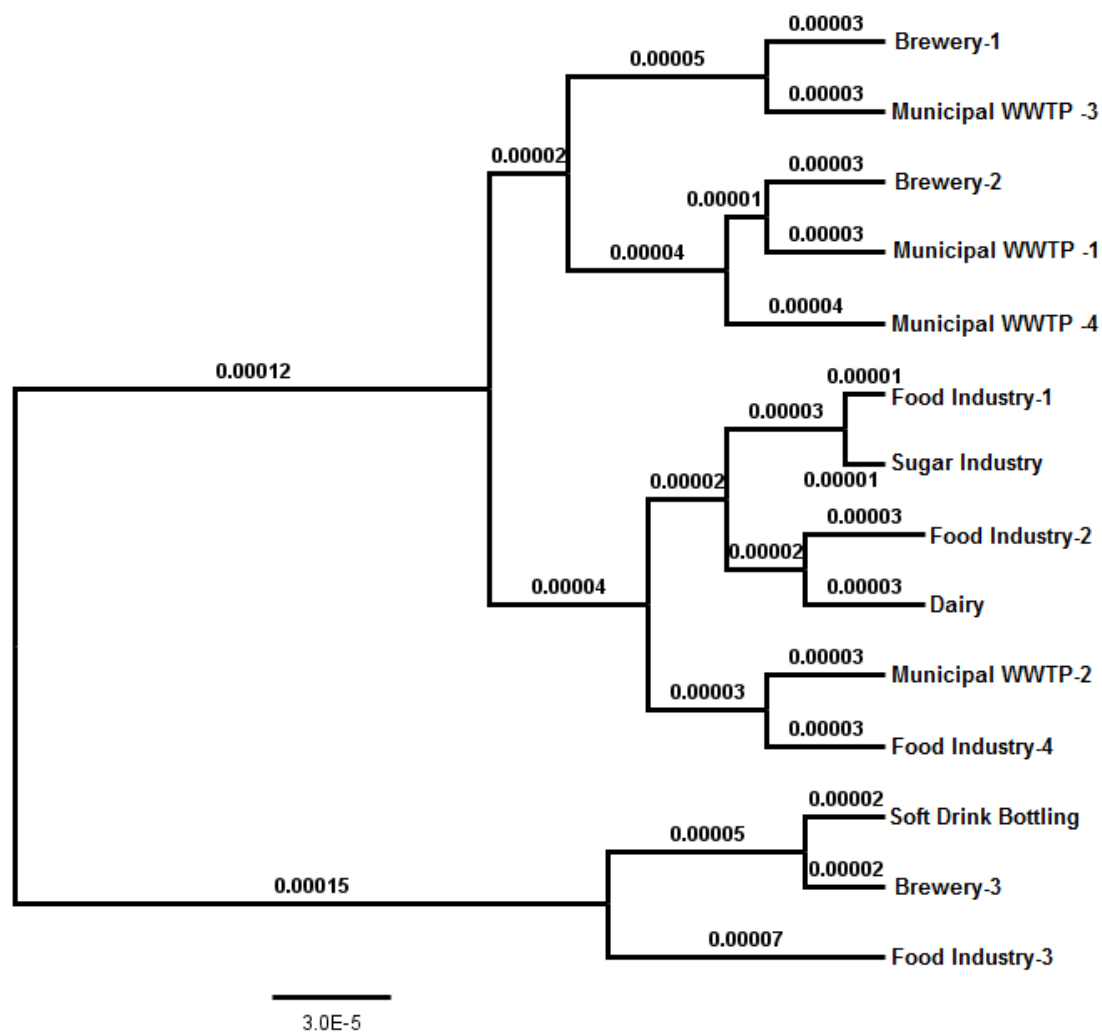 0.00003
Brewery-1
0.00005
0.00003
Municipal WWTP -3
0.00002
0.00003
Brewery-2
0.00001
0.00003
Municipal WWTP -1
0.00004
0.00004
Municipal WWTP -4
0.00012
0.00001
Food Industry-1
0.00003
Sugar Industry
0.00001
0.00002
0.00003
Food Industry-2
0.00002
0.00003
Dairy
0.00004
0.00003
Municipal WWTP-2
0.00003
0.00003
Food Industry-4
0.00002
Soft Drink Bottling
0.00005
0.00002
Brewery-3
0.00015
0.00007
Food Industry-3
3.0E-5